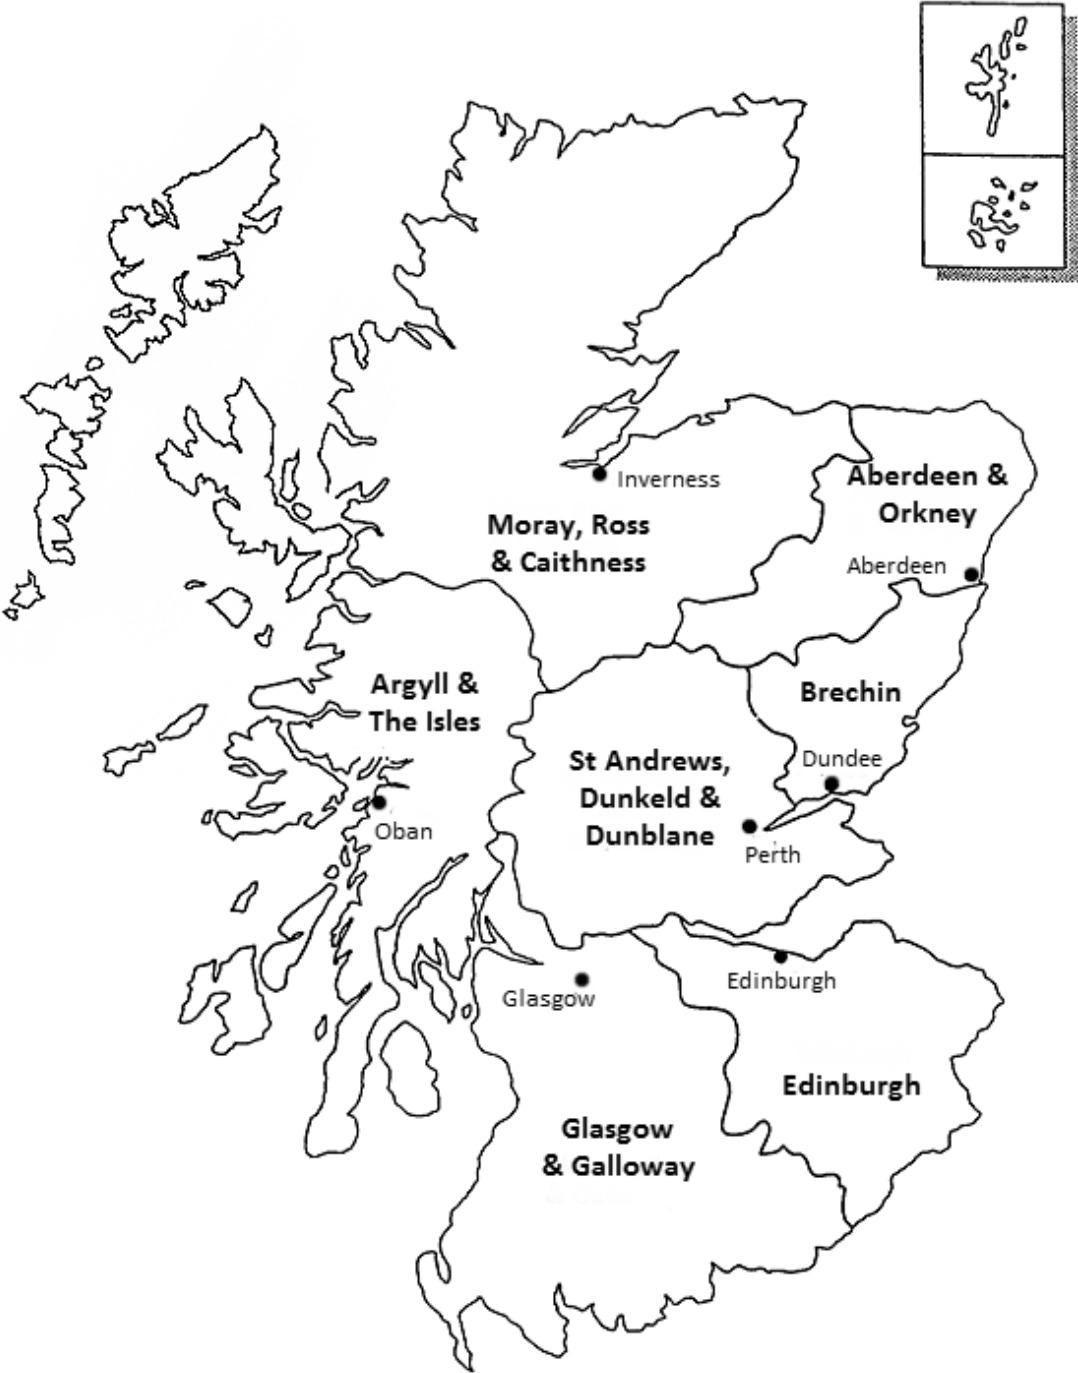 Inverness
Moray, Ross
& Caithness
Aberdeen &
Orkney
Aberdeen
Argyll &
The Isles
Brechin
St Andrews,
Dunkeld &
Dunblane
Dundee
Perth
Oban
Glasgow
Edinburgh
Edinburgh
Glasgow
& Galloway